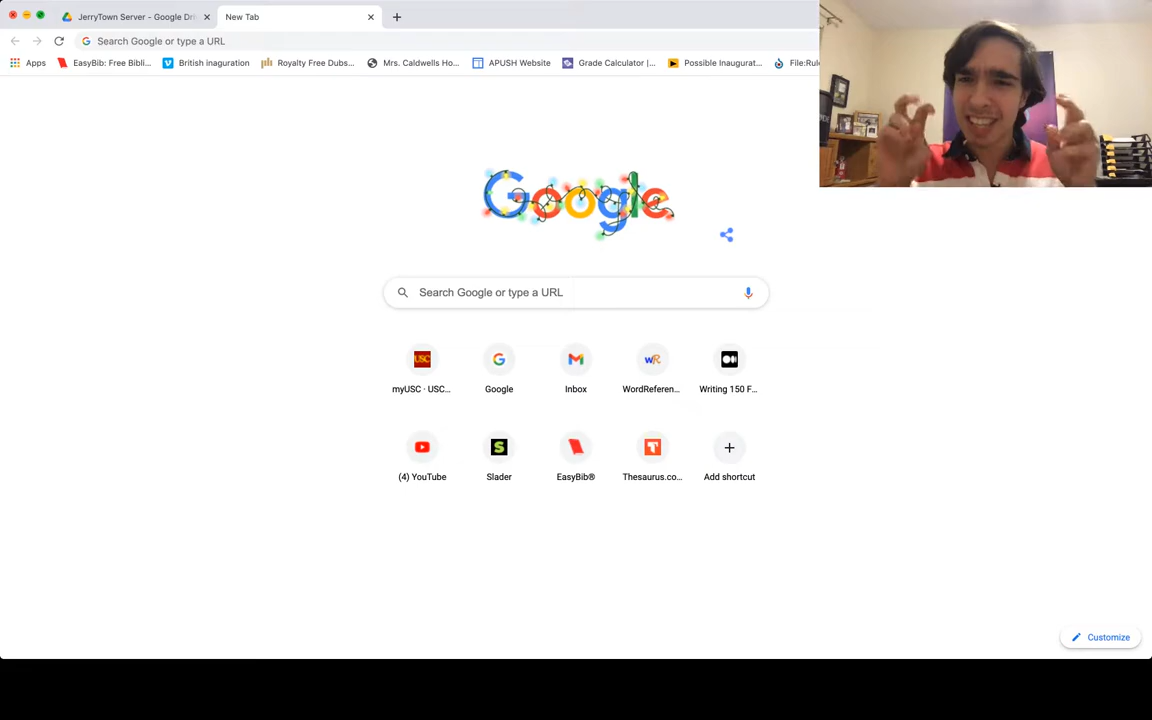 JerryTown Server - Google Dri
New Tab
Search Google or type a URL
Apps
EasyBib: Free Bibli...
British inaguration
Royalty Free Dubs...
Mrs. Caldwells Ho...
APUSH Website
Grade Calculator |...
Possible Inaugurat...
File:Rul
Google
Search Google or type a URL
USC
G
wR
myUSC · USC...
Google
Inbox
WordReferen...
Writing 150 F...
S
T
(4) YouTube
Slader
EasyBib®
Thesaurus.co...
Add shortcut
Customize